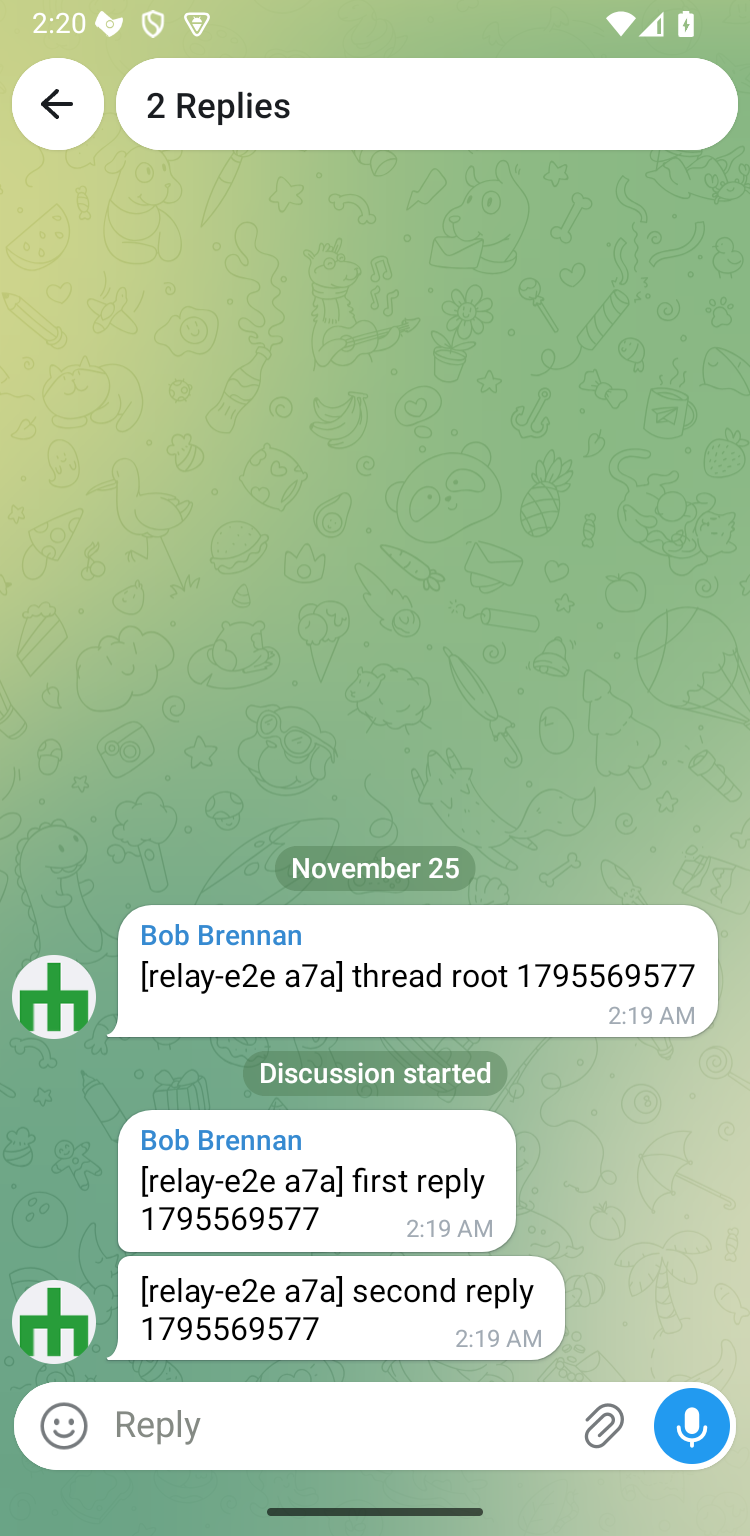 2:20
2 Replies
November 25
Bob Brennan
[relay-e2e a7a] thread root 1795569577
2:19 AM
Discussion started
Bob Brennan
[relay-e2e a7a] first reply
1795569577
2:19 AM
[relay-e2e a7a] second reply
1795569577
2:19 AM
Reply